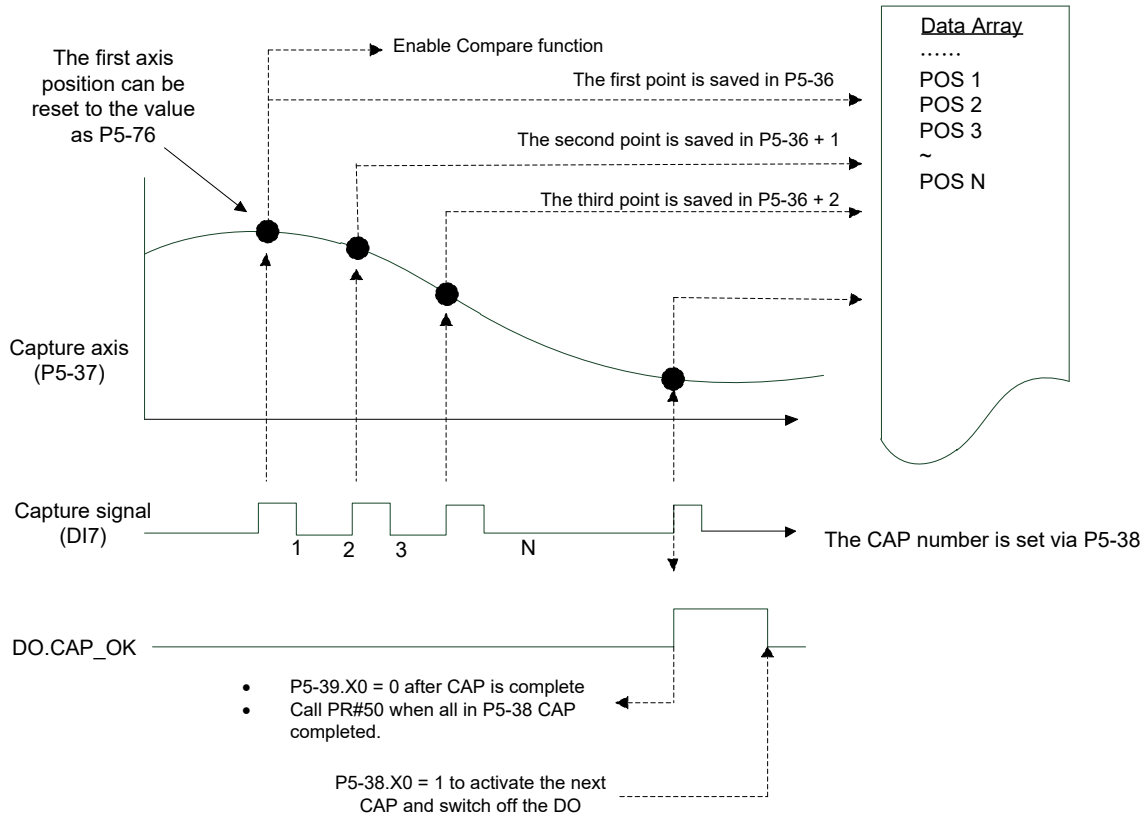 The first axis
position can be
reset to the value
as P5-76
Enable Compare function
The first point is saved in P5-36
The second point is saved in P5-36 + 1
The third point is saved in P5-36 + 2
Data Array
......
POS 1
POS 2
POS 3
~
POS N
Capture axis
(P5-37)
Capture signal
(DI7)
1 2 3 N
The CAP number is set via P5-38
DO.CAP_OK
• P5-39.X0 = 0 after CAP is complete
• Call PR#50 when all in P5-38 CAP
completed.
P5-38.X0 = 1 to activate the next
CAP and switch off the DO